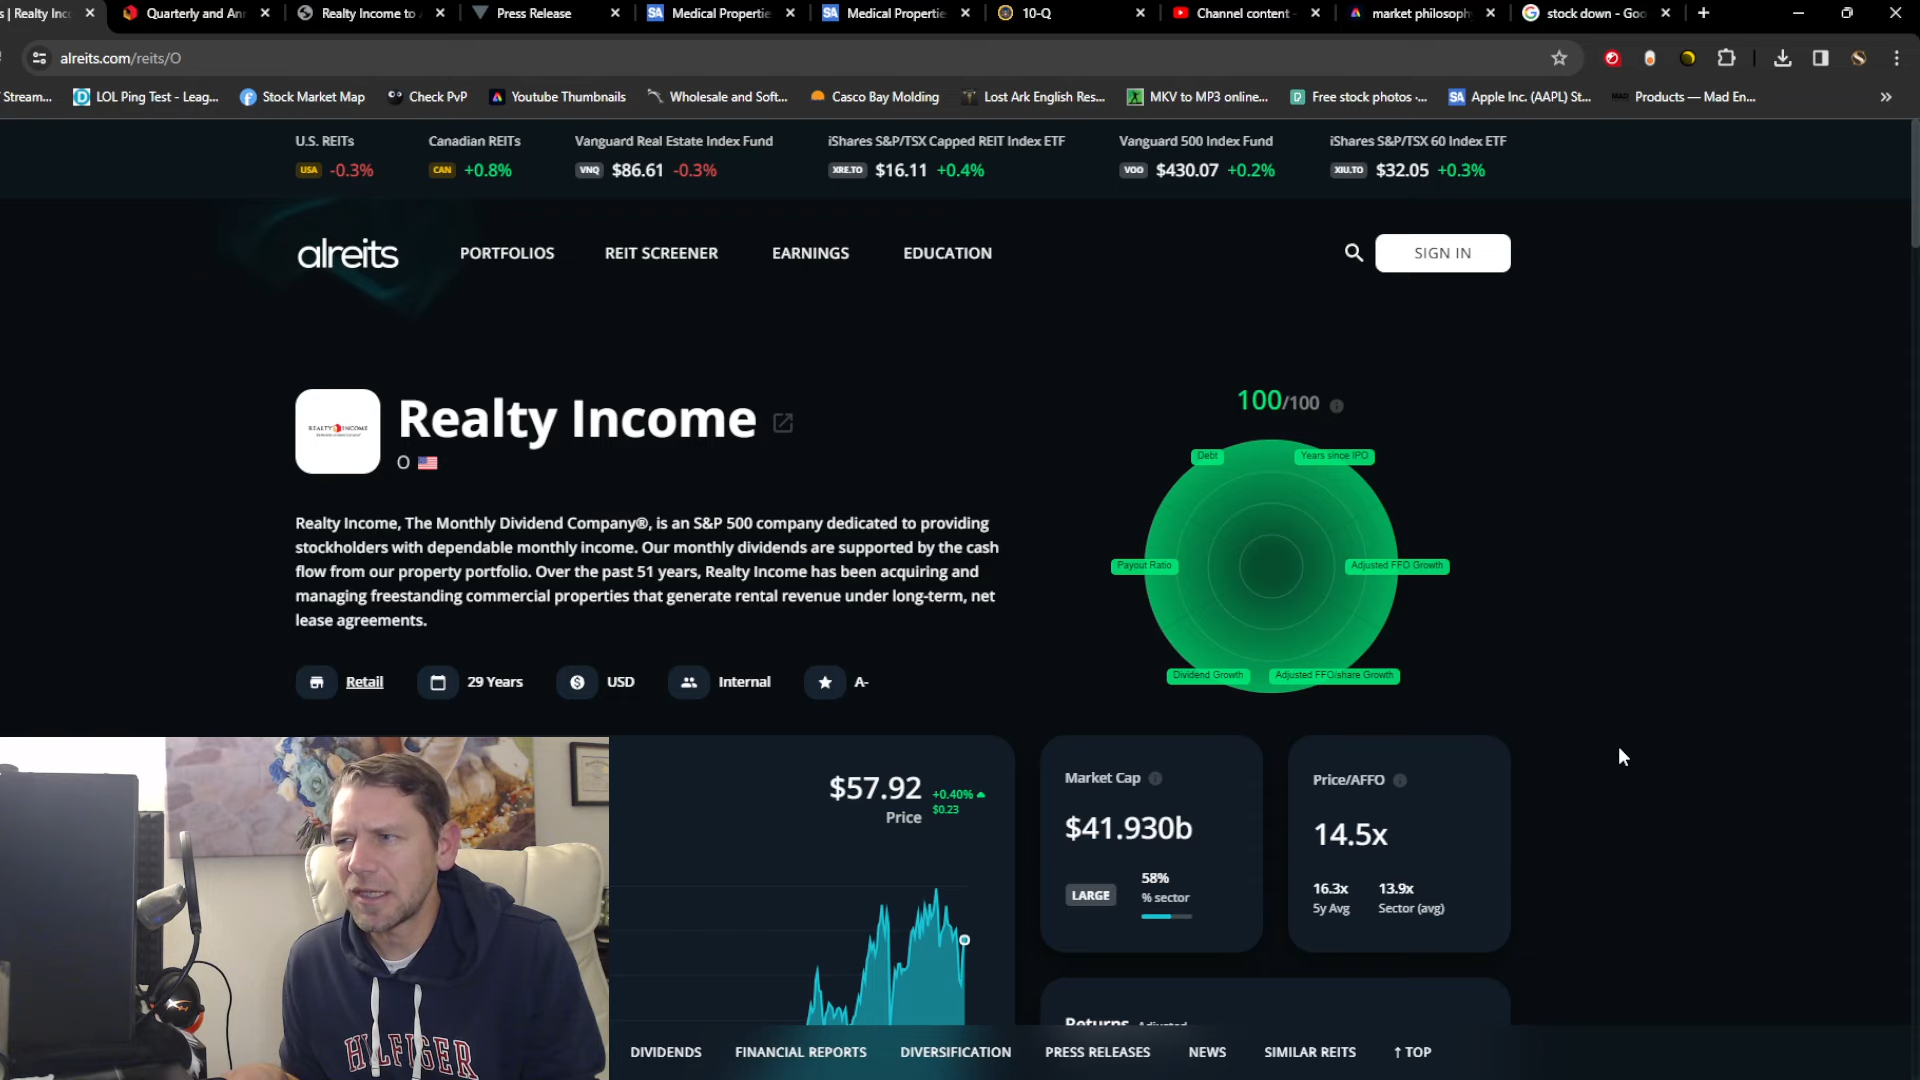 s | Realty Inc
Quarterly and Ann
Realty Income to
Press Release
Medical Propertie
Medical Propertie
10-Q
Channel content
market philosoph
stock down - Goo
alreits.com/reits/O
Stream...
LOL Ping Test - Leag...
Stock Market Map
Check PvP
Youtube Thumbnails
Wholesale and Soft...
Casco Bay Molding
Lost Ark English Res...
MKV to MP3 online...
Free stock photos ·...
SA Apple Inc. (AAPL) St...
Products — Mad En...
U.S. REITs
Canadian REITs
Vanguard Real Estate Index Fund
iShares S&P/TSX Capped REIT Index ETF
Vanguard 500 Index Fund
iShares S&P/TSX 60 Index ETF
USA -0.3%
CAN +0.8%
VNQ $86.61 -0.3%
XRE.TO $16.11 +0.4%
VOO $430.07 +0.2%
XIU.TO $32.05 +0.3%
alreits
PORTFOLIOS
REIT SCREENER
EARNINGS
EDUCATION
SIGN IN
REALTY INCOME
Realty Income
O
100/100
Debt
Years since IPO
Payout Ratio
Adjusted FFO Growth
Dividend Growth
Adjusted FFO/share Growth
Realty Income, The Monthly Dividend Company®, is an S&P 500 company dedicated to providing
stockholders with dependable monthly income. Our monthly dividends are supported by the cash
flow from our property portfolio. Over the past 51 years, Realty Income has been acquiring and
managing freestanding commercial properties that generate rental revenue under long-term, net
lease agreements.
Retail
29 Years
USD
Internal
A-
$57.92
+0.40%
$0.23
Price
Market Cap
$41.930b
LARGE
58%
% sector
Price/AFFO
14.5x
16.3x
5y Avg
13.9x
Sector (avg)
Returns Adjusted
HILFIGER
DIVIDENDS
FINANCIAL REPORTS
DIVERSIFICATION
PRESS RELEASES
NEWS
SIMILAR REITS
↑ TOP